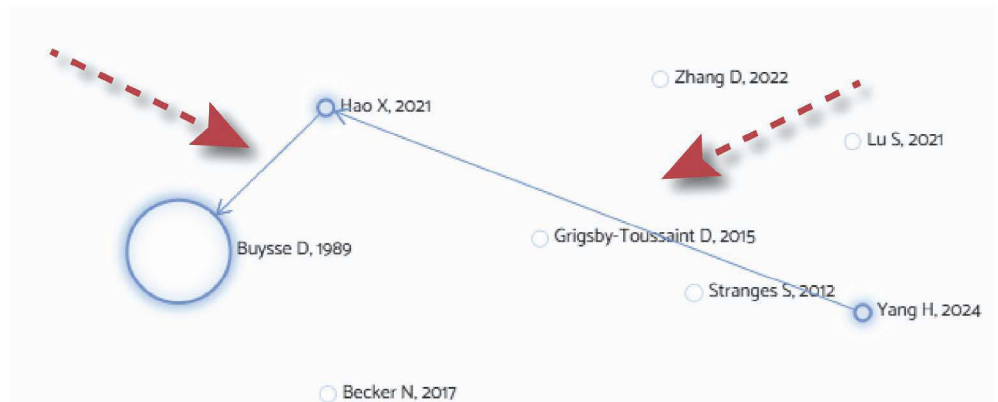 Zhang D, 2022
Hao X, 2021
Lu S, 2021
Grigsby-Toussaint D, 2015
Buysse D, 1989
Stranges S, 2012
Yang H, 2024
Becker N, 2017